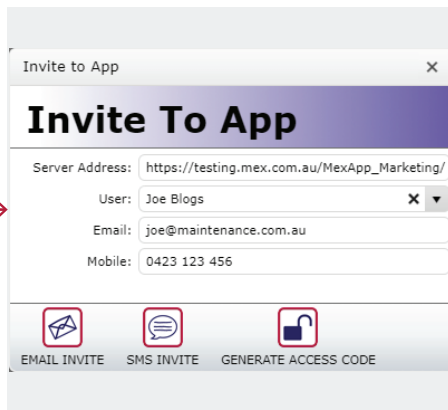 Invite to App
Invite To App
Server Address: https://testing.mex.com.au/MexApp_Marketing/
User: Joe Blogs
Email: joe@maintenance.com.au
Mobile: 0423 123 456
EMAIL INVITE SMS INVITE GENERATE ACCESS CODE